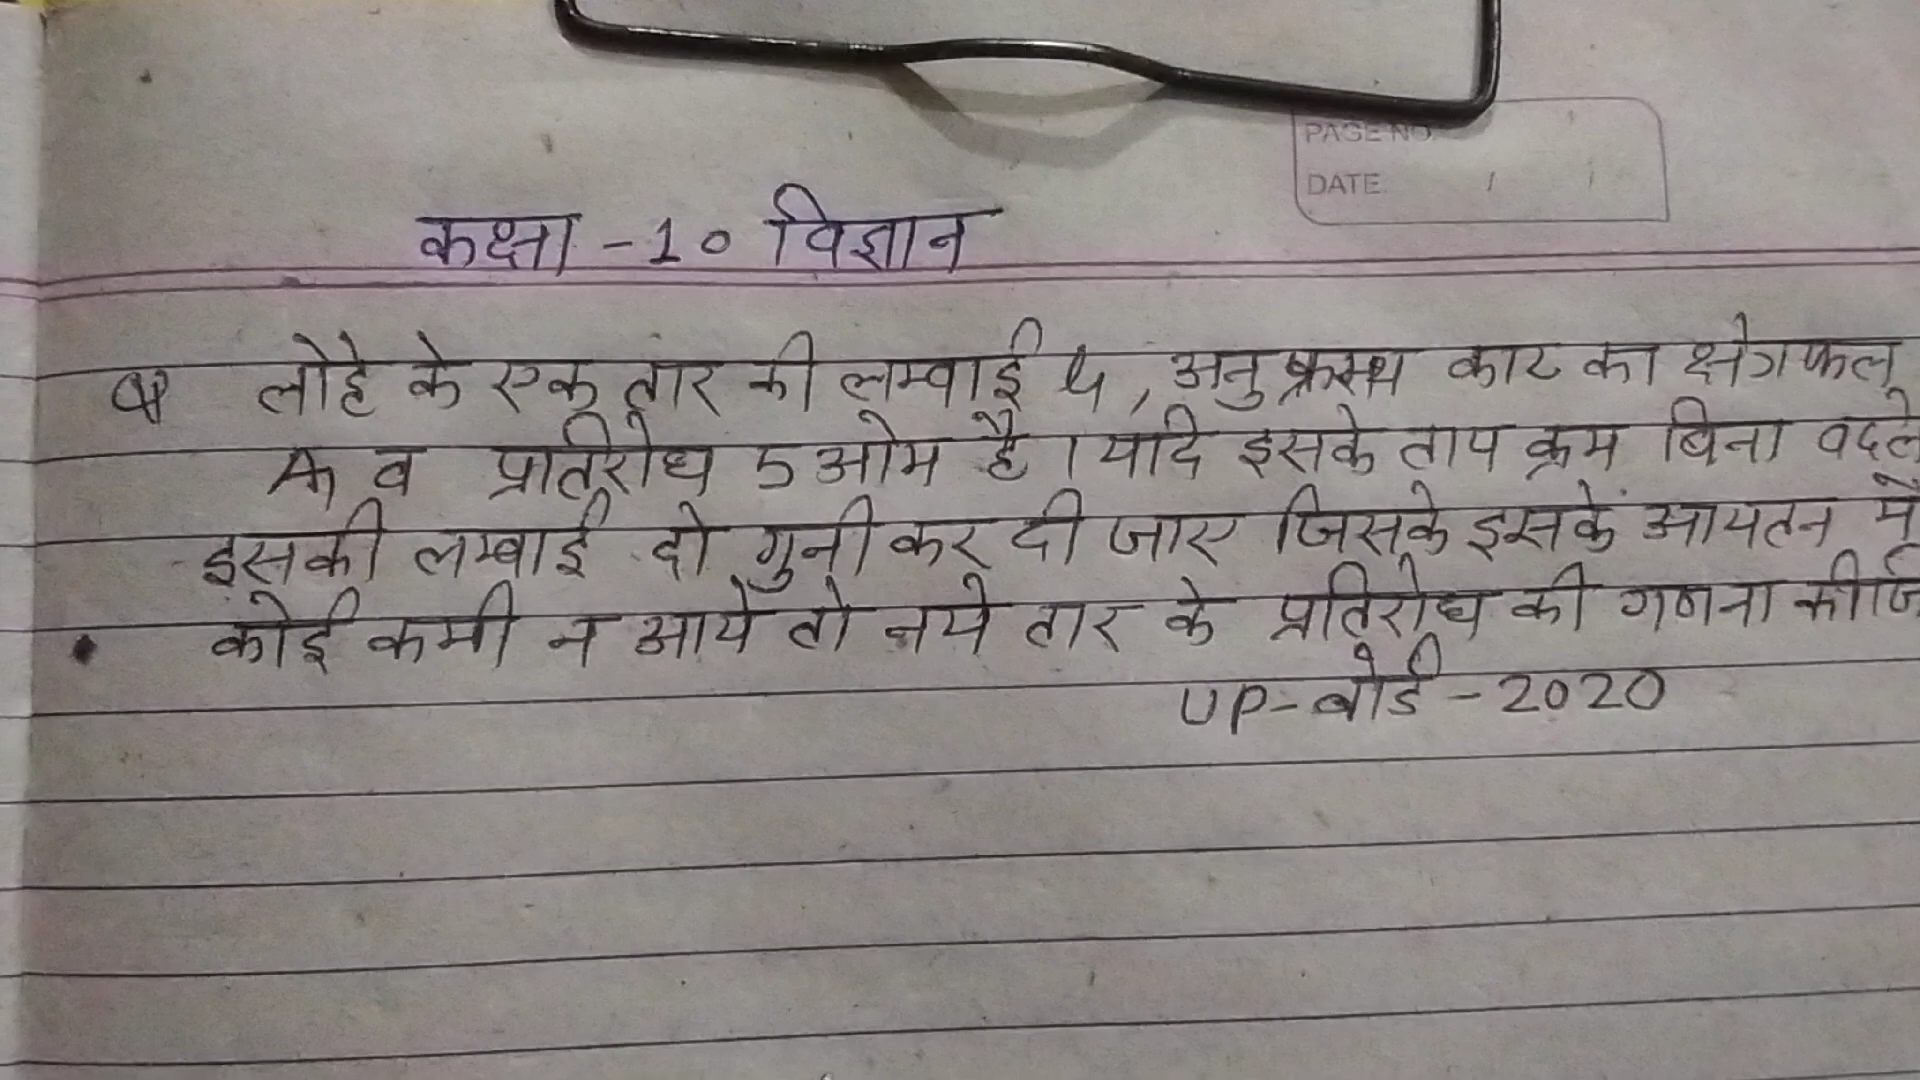 PAGE NO.
DATE: / /
कक्षा - 10 विज्ञान
Q लोहे के एक तार की लम्बाई , अनुप्रस्थ काट का क्षेत्रफल
A व प्रतिरोध 5 ओम है । यदि इसके ताप क्रम बिना बदले
इसकी लम्बाई दो गुनी कर दी जाए जिसके इसके आयतन में
कोई कमी न आये तो नये तार के प्रतिरोध की गणना कीजि
UP-बोर्ड - 2020